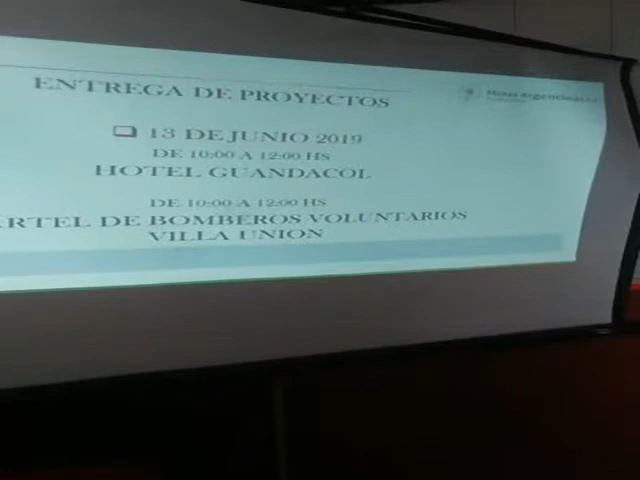 ENTREGA DE PROYECTOS
13 DE JUNIO 2019
DE 10:00 A 12:00 HS
HOTEL GUANDACOL
DE 10:00 A 12:00 HS
ARTEL DE BOMBEROS VOLUNTARIOS
VILLA UNION